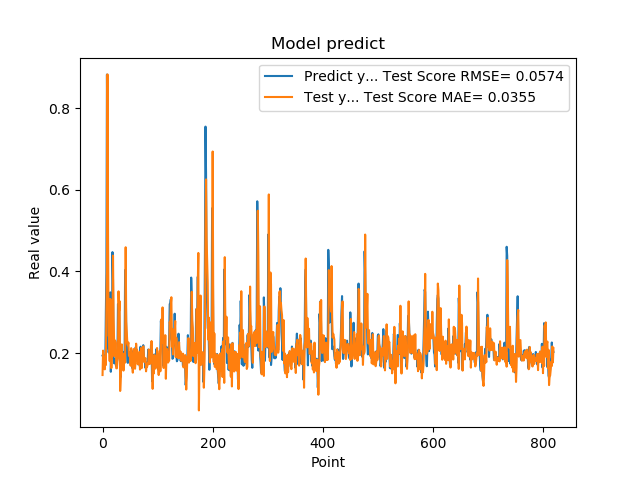 Model predict
Predict y... Test Score RMSE= 0.0574
Test y... Test Score MAE= 0.0355
Real value
0.8
0.6
0.4
0.2
0 200 400 600 800
Point